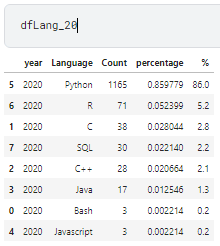 dfLang_20
year Language Count percentage %
5 2020 Python 1165 0.859779 86.0
6 2020 R 71 0.052399 5.2
1 2020 C 38 0.028044 2.8
7 2020 SQL 30 0.022140 2.2
2 2020 C++ 28 0.020664 2.1
3 2020 Java 17 0.012546 1.3
0 2020 Bash 3 0.002214 0.2
4 2020 Javascript 3 0.002214 0.2